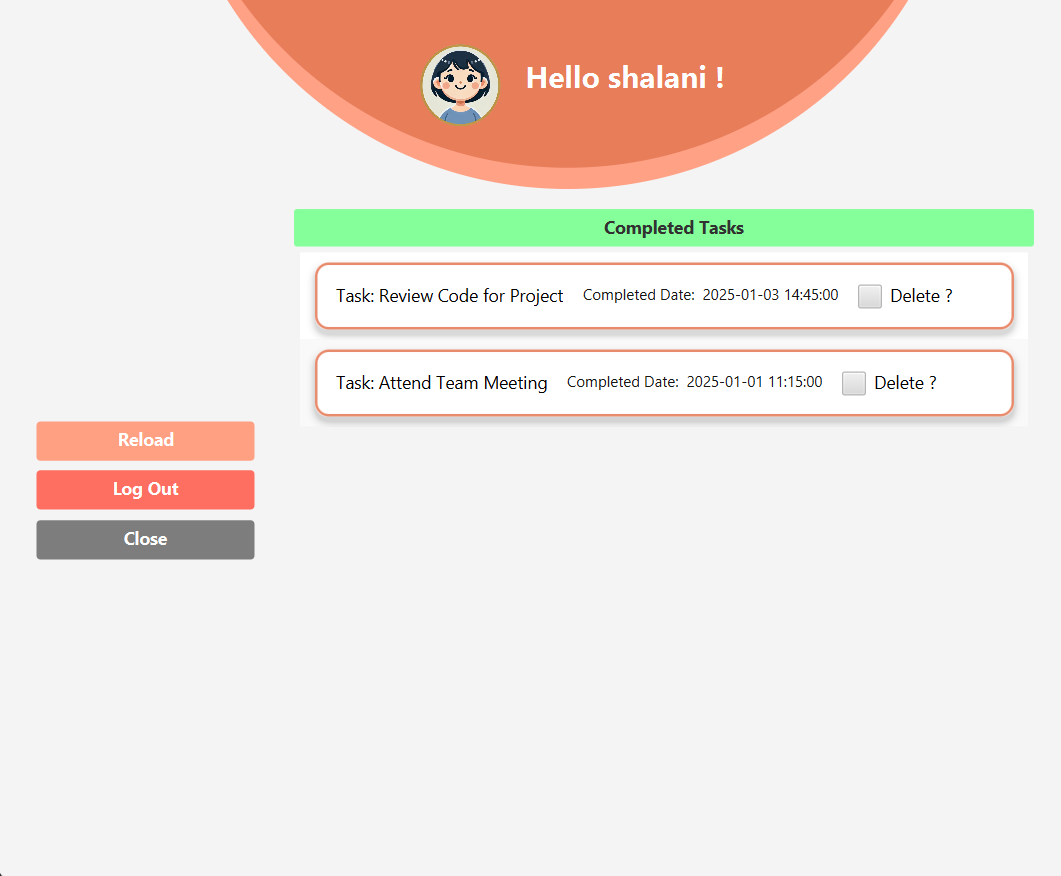 Hello shalani !
Completed Tasks
Task: Review Code for Project Completed Date: 2025-01-03 14:45:00 Delete ?
Task: Attend Team Meeting Completed Date: 2025-01-01 11:15:00 Delete ?
Reload
Log Out
Close